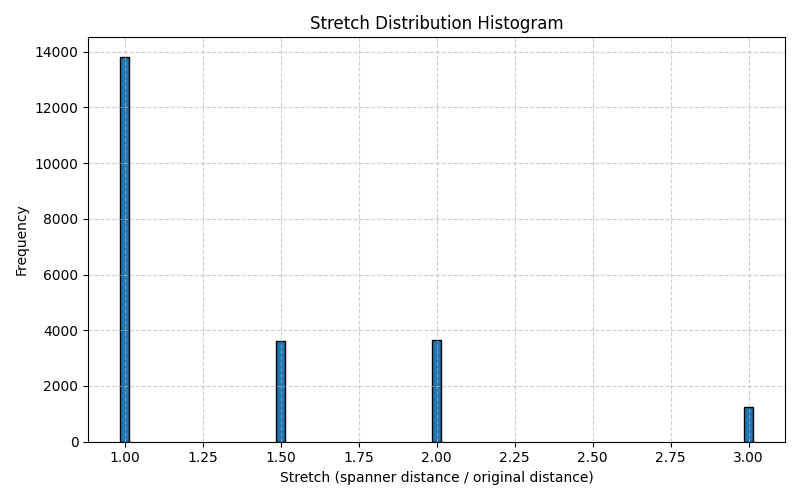 Stretch Distribution Histogram
14000
12000
10000
8000
6000
4000
2000
0
Frequency
1.00 1.25 1.50 1.75 2.00 2.25 2.50 2.75 3.00
Stretch (spanner distance / original distance)